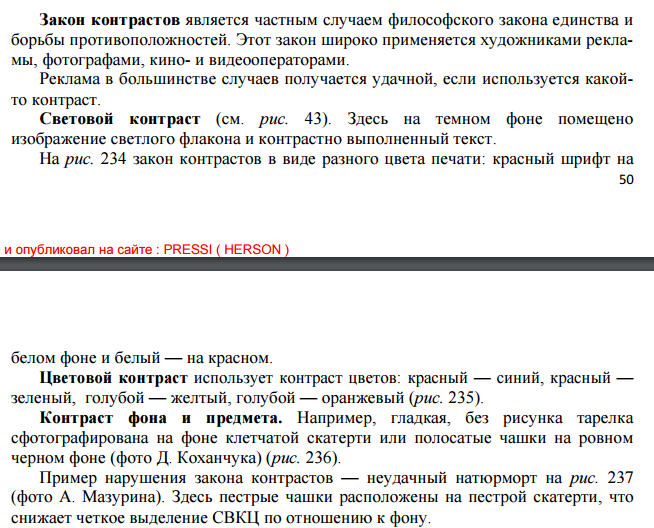 Закон контрастов является частным случаем философского закона единства и
борьбы противоположностей. Этот закон широко применяется художниками рекла-
мы, фотографами, кино- и видеооператорами.
Реклама в большинстве случаев получается удачной, если используется какой-
то контраст.
Световой контраст (см. рис. 43). Здесь на темном фоне помещено
изображение светлого флакона и контрастно выполненный текст.
На рис. 234 закон контрастов в виде разного цвета печати: красный шрифт на
50
и опубликовал на сайте : PRESSI ( HERSON )
белом фоне и белый — на красном.
Цветовой контраст использует контраст цветов: красный — синий, красный —
зеленый, голубой — желтый, голубой — оранжевый (рис. 235).
Контраст фона и предмета. Например, гладкая, без рисунка тарелка
сфотографирована на фоне клетчатой скатерти или полосатые чашки на ровном
черном фоне (фото Д. Коханчука) (рис. 236).
Пример нарушения закона контрастов — неудачный натюрморт на рис. 237
(фото А. Мазурина). Здесь пестрые чашки расположены на пестрой скатерти, что
снижает четкое выделение СВКЦ по отношению к фону.